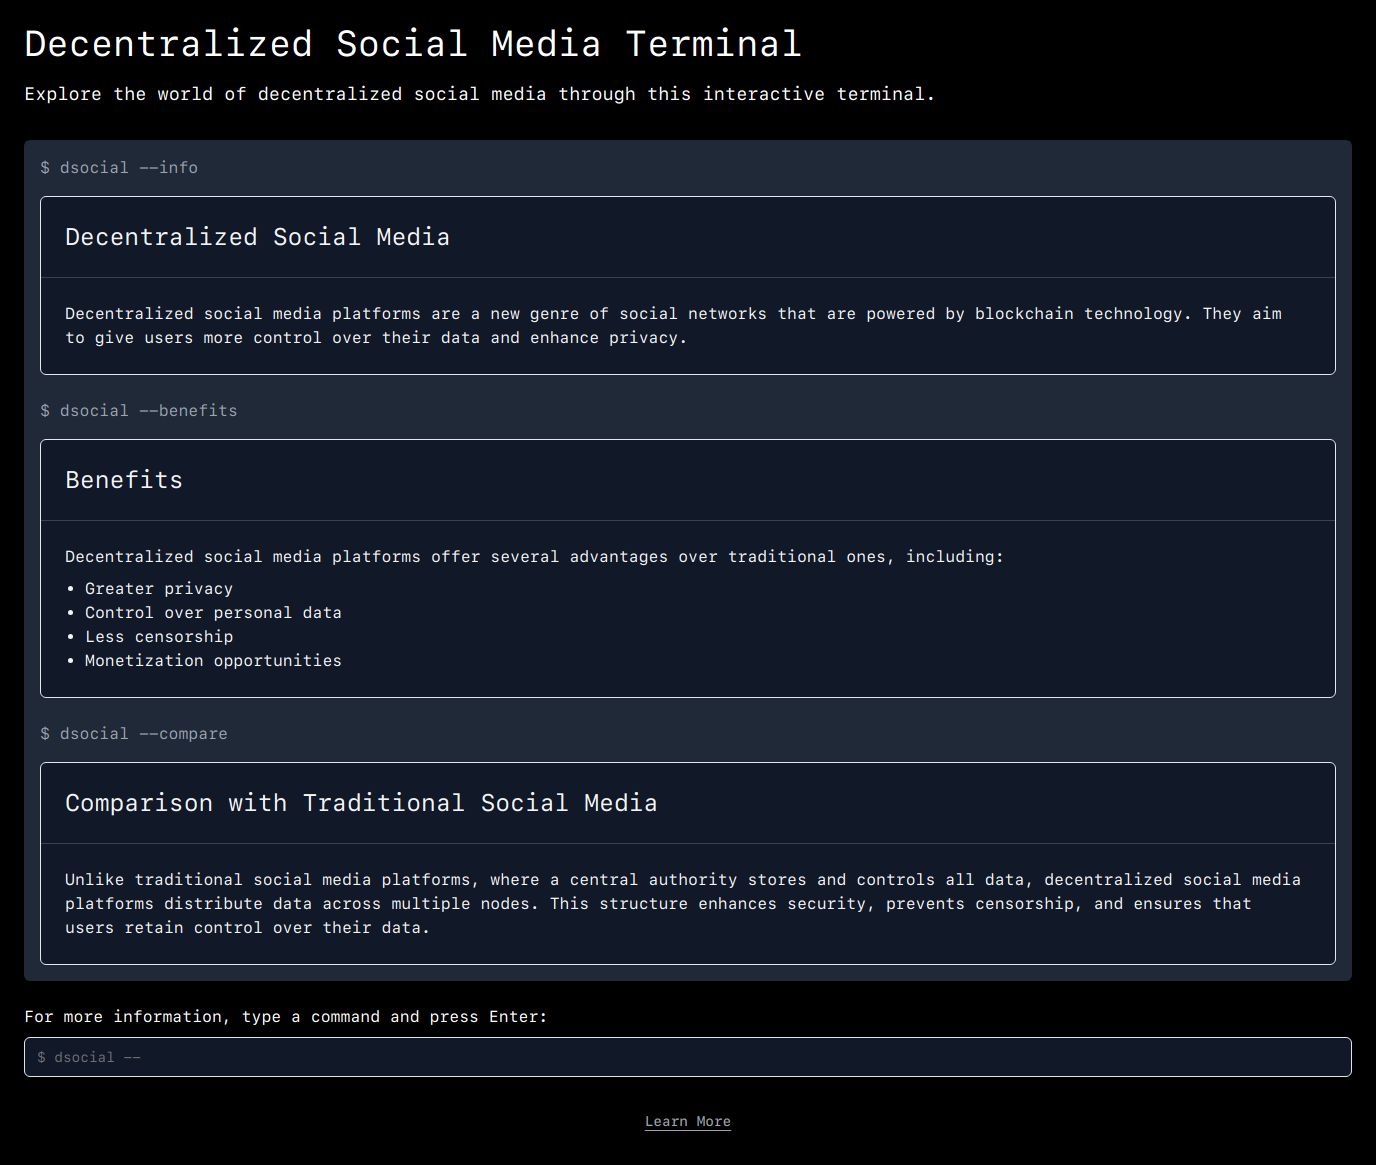 Decentralized Social Media Terminal
Explore the world of decentralized social media through this interactive terminal.
$ dsocial --info
Decentralized Social Media
Decentralized social media platforms are a new genre of social networks that are powered by blockchain technology. They aim
to give users more control over their data and enhance privacy.
$ dsocial --benefits
Benefits
Decentralized social media platforms offer several advantages over traditional ones, including:
• Greater privacy
• Control over personal data
• Less censorship
• Monetization opportunities
$ dsocial --compare
Comparison with Traditional Social Media
Unlike traditional social media platforms, where a central authority stores and controls all data, decentralized social media
platforms distribute data across multiple nodes. This structure enhances security, prevents censorship, and ensures that
users retain control over their data.
For more information, type a command and press Enter:
$ dsocial --
Learn More